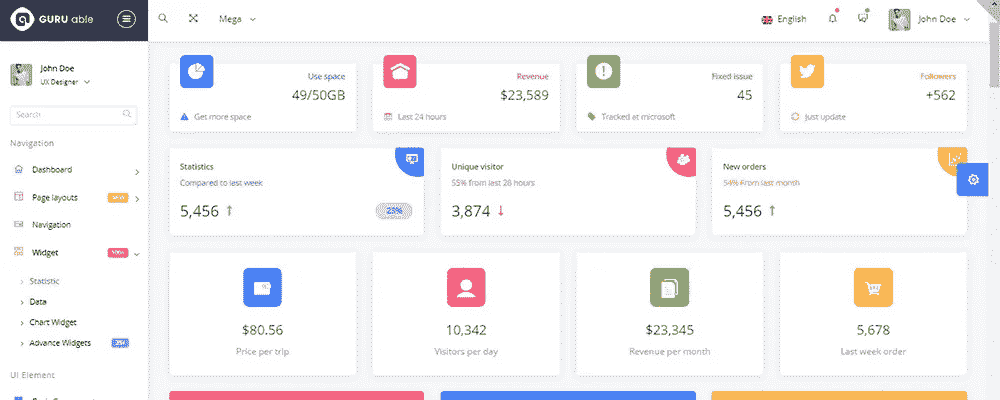 GURU able
Mega
English
John Doe
John Doe
UX Designer
Search
Navigation
Dashboard
Page layouts
Navigation
Widget
Statistic
Data
Chart Widget
Advance Widgets
UI Element
Use space
49/50GB
Get more space
Revenue
$23,589
Last 24 hours
Fixed issue
45
Tracked at microsoft
Followers
+562
Just update
Statistics
Compared to last week
5,456
23%
Unique visitor
55% from last 28 hours
3,874
New orders
54% from last month
5,456
$80.56
Price per trip
10,342
Visitors per day
$23,345
Revenue per month
5,678
Last week order